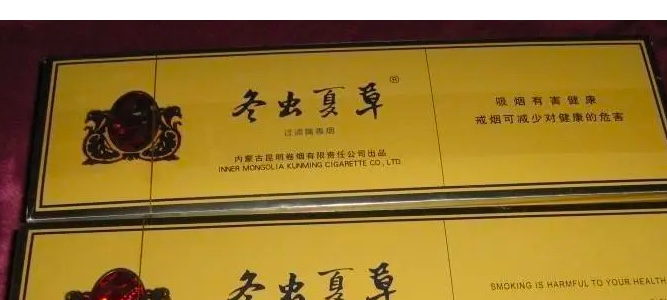 冬虫夏草®
过滤嘴香烟
内蒙古昆明卷烟有限责任公司出品
INNER MONGOLIA KUNMING CIGARETTE CO., LTD
吸烟有害健康
戒烟可减少对健康的危害
冬虫夏草
SMOKING IS HARMFUL TO YOUR HEALTH